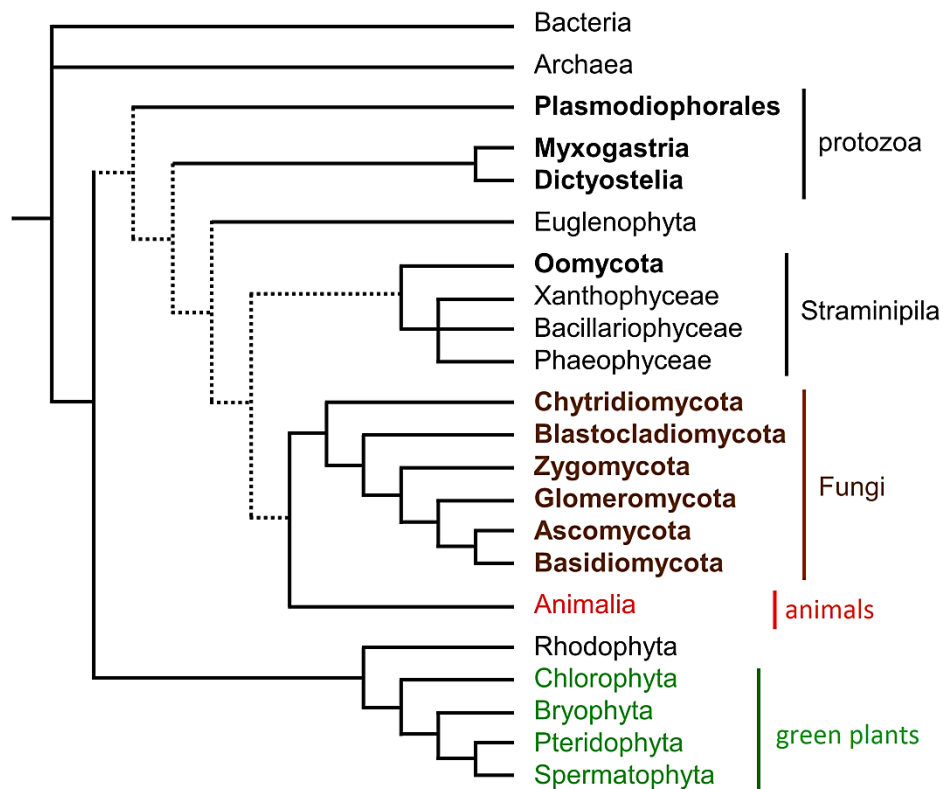 Bacteria
Archaea
Plasmodiophorales
Myxogastria
Dictyostelia
protozoa
Euglenophyta
Oomycota
Xanthophyceae
Bacillariophyceae
Phaeophyceae
Straminipila
Chytridiomycota
Blastocladiomycota
Zygomycota
Glomeromycota
Ascomycota
Basidiomycota
Fungi
Animalia
animals
Rhodophyta
Chlorophyta
Bryophyta
Pteridophyta
Spermatophyta
green plants